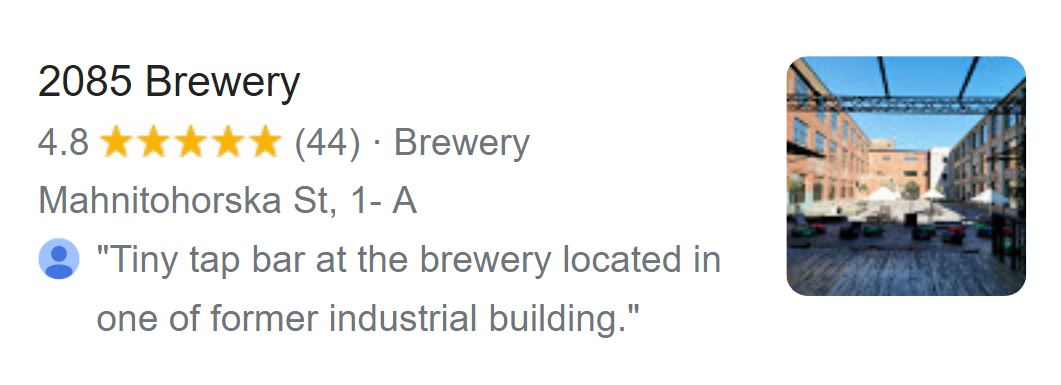 2085 Brewery
4.8 ★★★★★ (44) · Brewery
Mahnitohorska St, 1- A
"Tiny tap bar at the brewery located in
one of former industrial building."